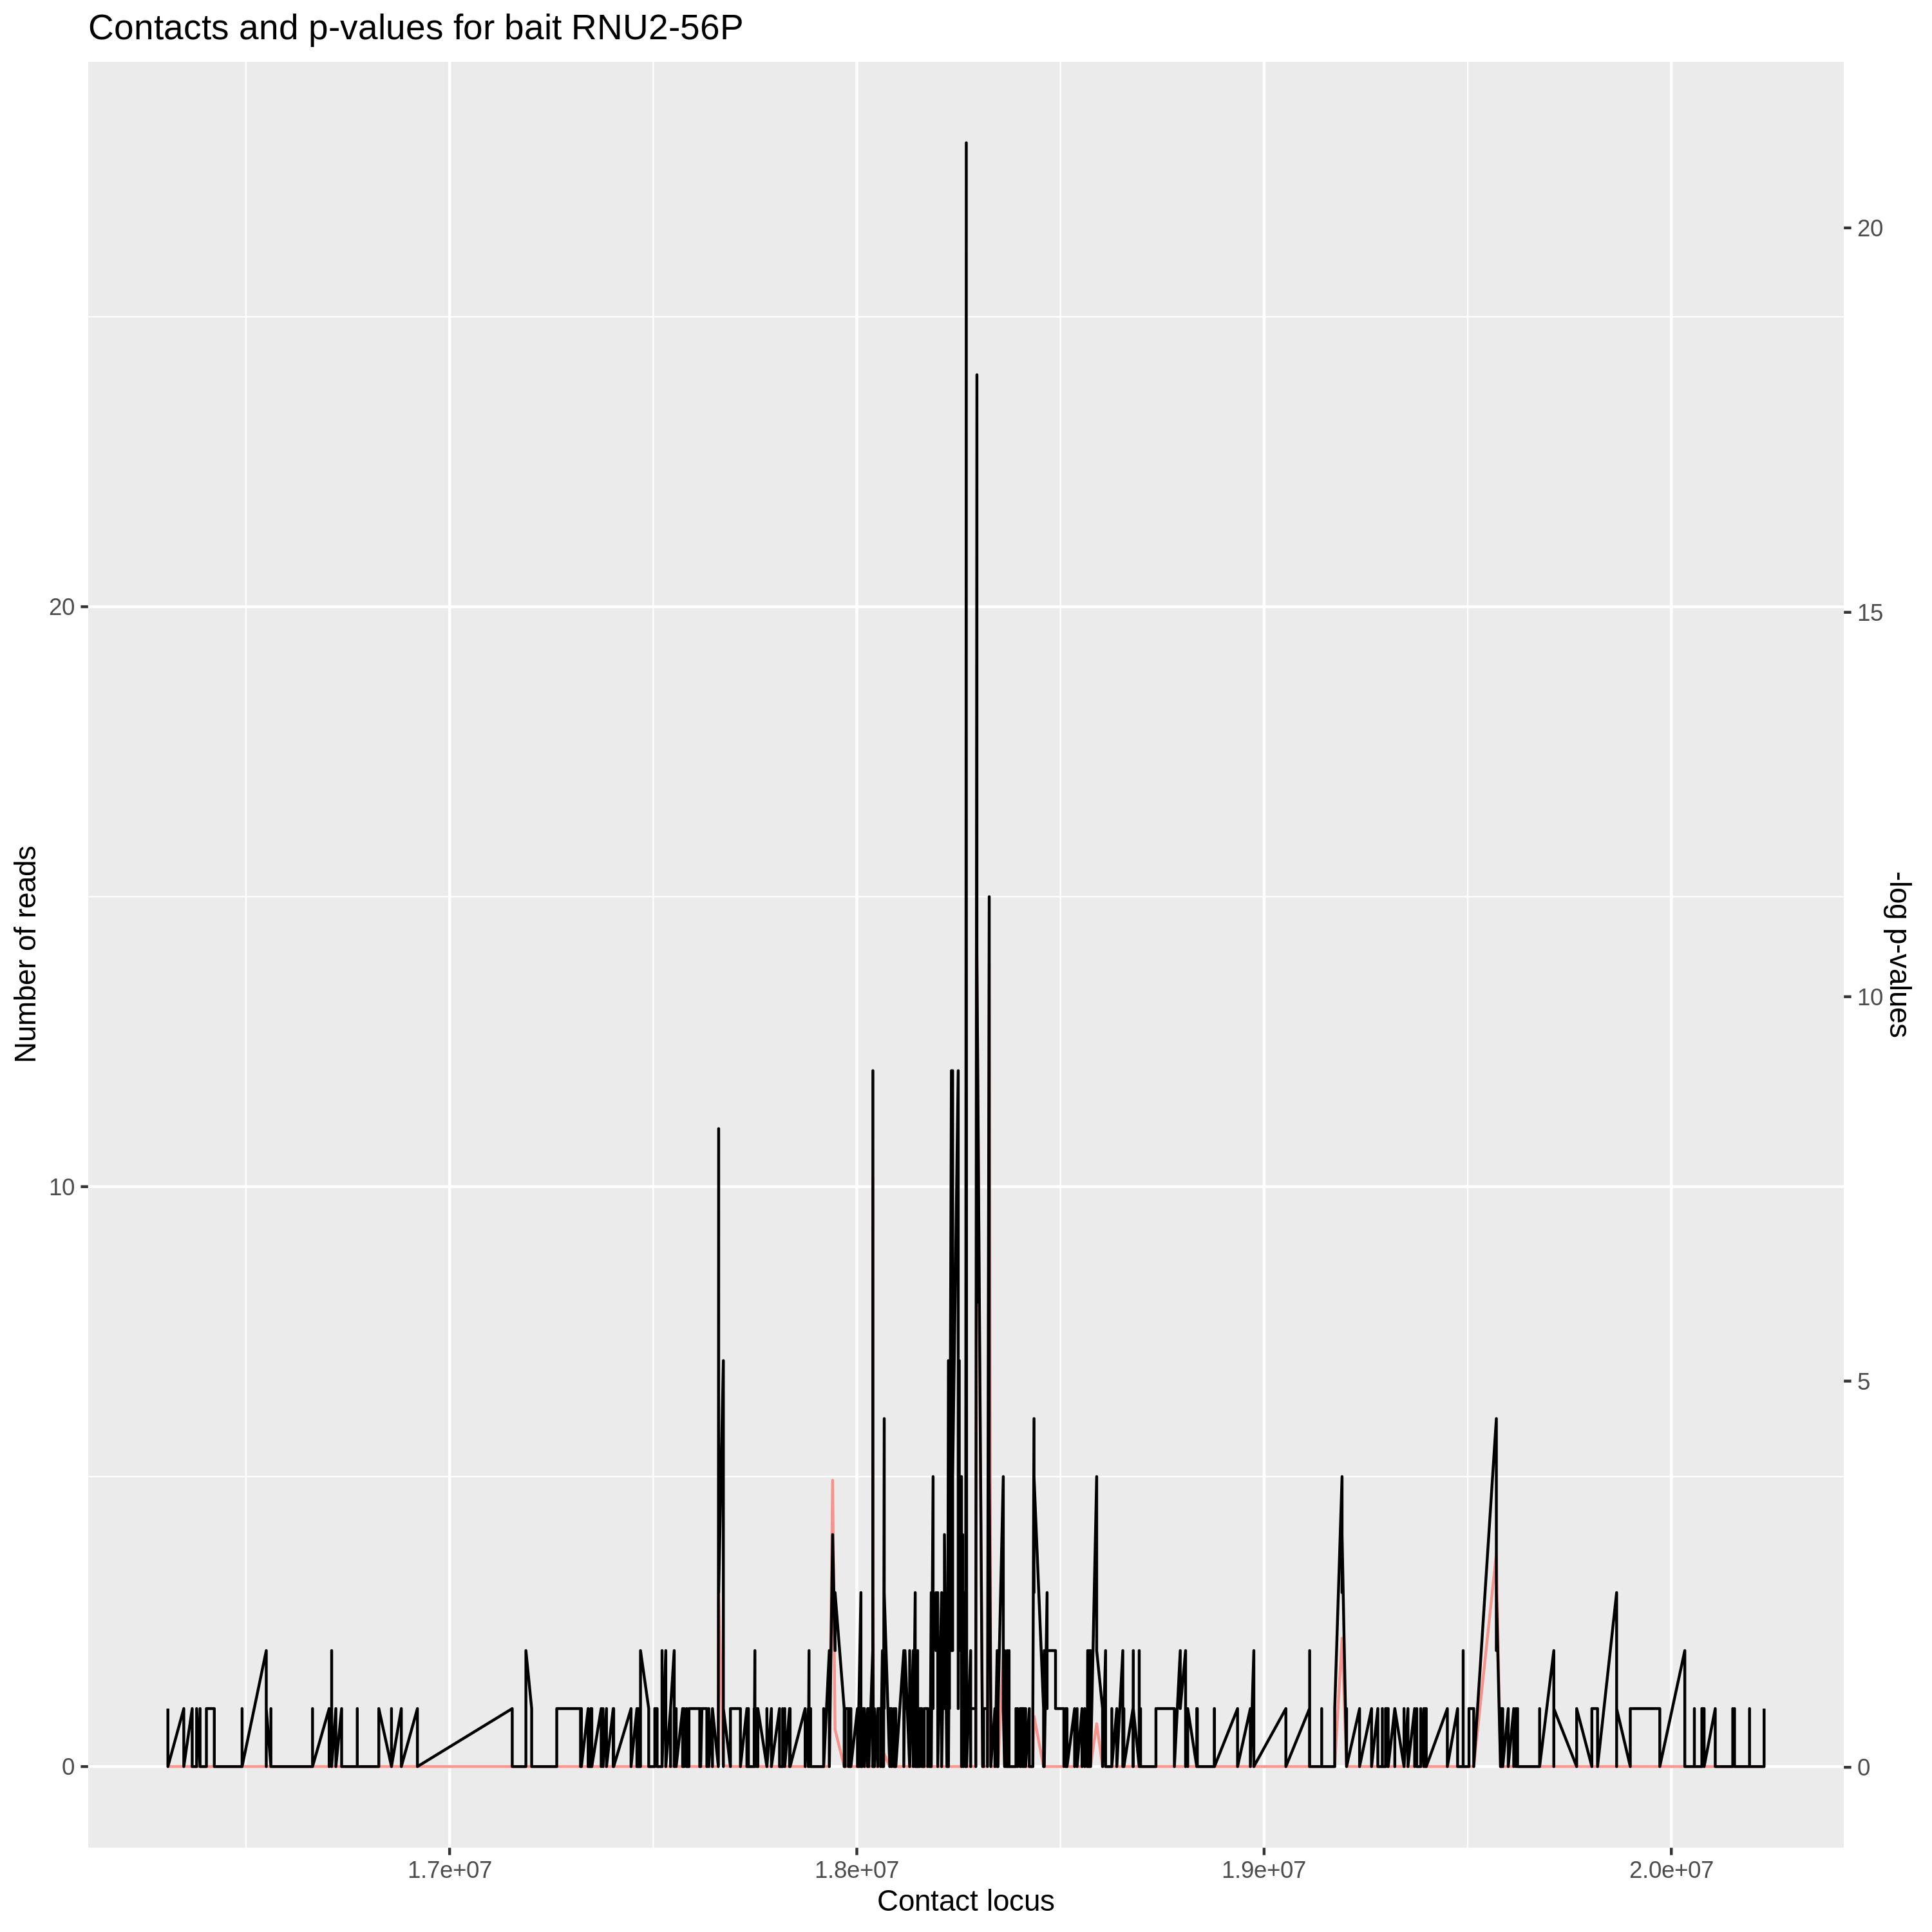 Contacts and p-values for bait RNU2-56P
Number of reads
20
10
0
20
15
10
5
0
-log p-values
1.7e+07
1.8e+07
1.9e+07
2.0e+07
Contact locus